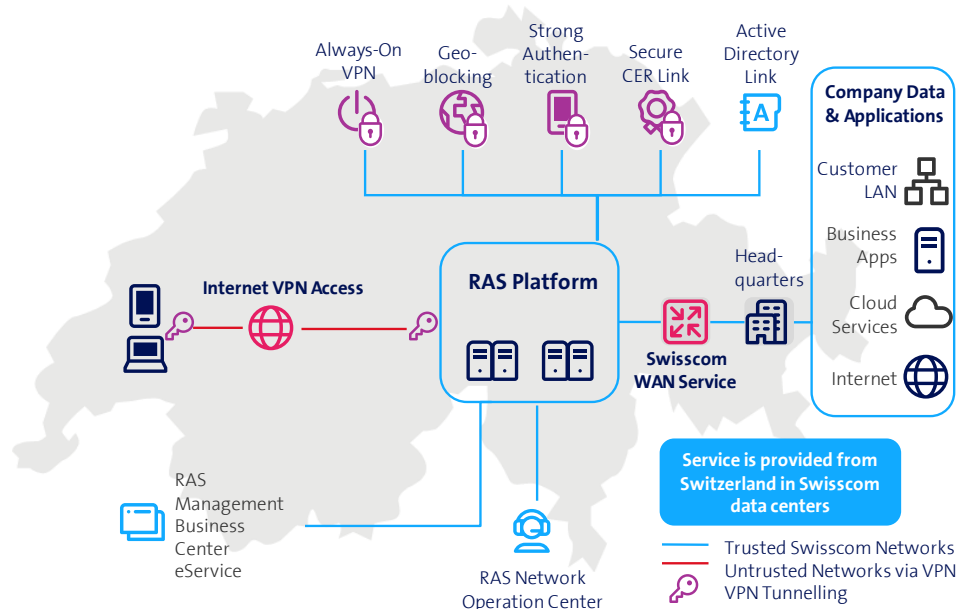 Always-On
VPN
Geo-
blocking
Strong
Authen-
tication
Secure
CER Link
Active
Directory
Link
A
Company Data
& Applications
Customer
LAN
Business
Apps
Cloud
Services
Internet
Internet VPN Access
RAS Platform
Swisscom
WAN Service
Head-
quarters
RAS
Management
Business
Center
eService
RAS Network
Operation Center
Service is provided from
Switzerland in Swisscom
data centers
Trusted Swisscom Networks
Untrusted Networks via VPN
VPN Tunnelling